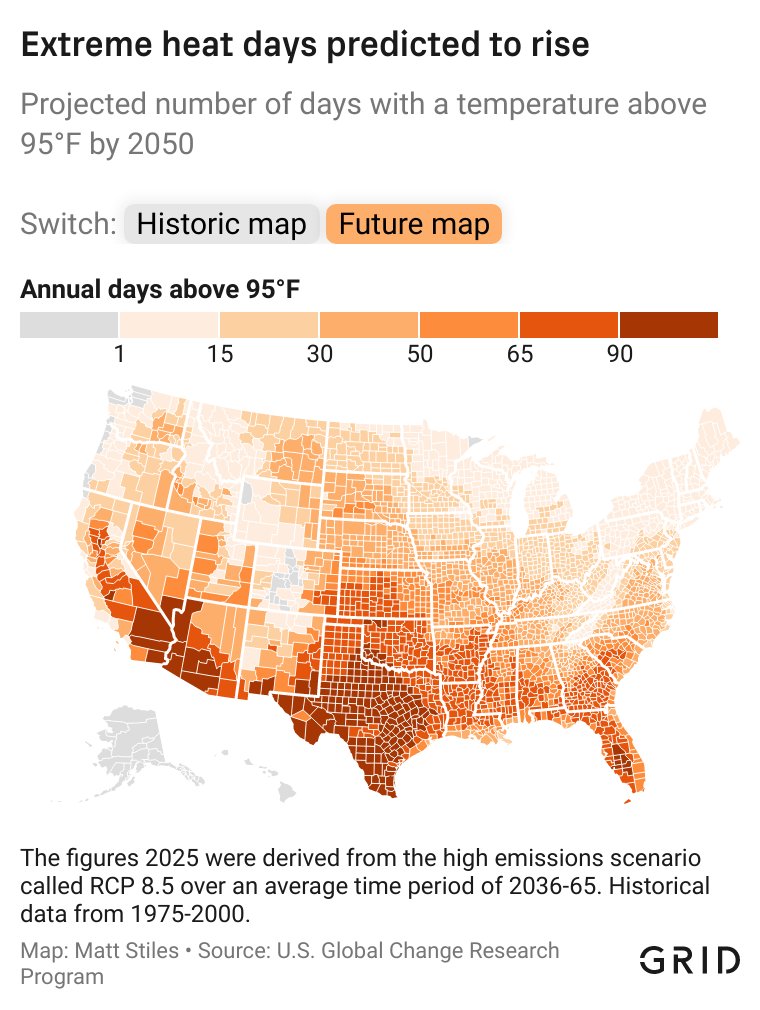 Extreme heat days predicted to rise
Projected number of days with a temperature above
95°F by 2050
Switch: Historic map Future map
Annual days above 95°F
1 15 30 50 65 90
The figures 2025 were derived from the high emissions scenario
called RCP 8.5 over an average time period of 2036-65. Historical
data from 1975-2000.
Map: Matt Stiles • Source: U.S. Global Change Research
Program
GRID